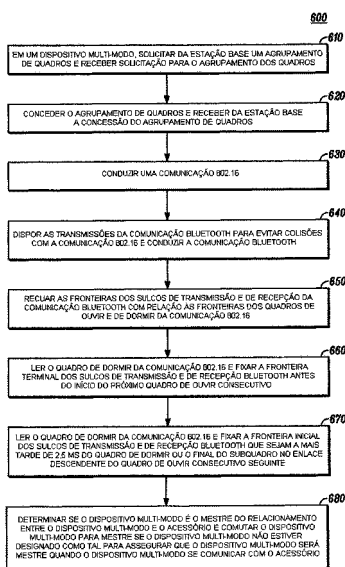 600
610
EM UM DISPOSITIVO MULTI-MODO, SOLICITAR DA ESTAÇÃO BASE UM AGRUPAMENTO
DE QUADROS E RECEBER SOLICITAÇÃO PARA O AGRUPAMENTO DOS QUADROS
620
CONCEDER O AGRUPAMENTO DE QUADROS E RECEBER DA ESTAÇÃO BASE
A CONCESSÃO DO AGRUPAMENTO DE QUADROS
630
CONDUZIR UMA COMUNICAÇÃO 802.16
640
DISPOR AS TRANSMISSÕES DA COMUNICAÇÃO BLUETOOTH PARA EVITAR COLISÕES
COM A COMUNICAÇÃO 802.16 E CONDUZIR A COMUNICAÇÃO BLUETOOTH
650
RECUAR AS FRONTEIRAS DOS SULCOS DE TRANSMISSÃO E DE RECEPÇÃO DA
COMUNICAÇÃO BLUETOOTH COM RELAÇÃO ÀS FRONTEIRAS DOS QUADROS DE
OUVIR E DE DORMIR DA COMUNICAÇÃO 802.16
660
LER O QUADRO DE DORMIR DA COMUNICAÇÃO 802.16 E FIXAR A FRONTEIRA
TERMINAL DOS SULCOS DE TRANSMISSÃO E DE RECEPÇÃO BLUETOOTH ANTES
DO INÍCIO DO PRÓXIMO QUADRO DE OUVIR CONSECUTIVO
670
LER O QUADRO DE DORMIR DA COMUNICAÇÃO 802.16 E FIXAR A FRONTEIRA INICIAL
DOS SULCOS DE TRANSMISSÃO E DE RECEPÇÃO BLUETOOTH QUE SEJAM A MAIS
TARDE DE 2,5 MS DO QUADRO DE DORMIR OU O FINAL DO SUBQUADRO NO ENLACE
DESCENDENTE DO QUADRO DE OUVIR CONSECUTIVO SEGUINTE
680
DETERMINAR SE O DISPOSITIVO MULTI-MODO É O MESTRE DO RELACIONAMENTO
ENTRE O DISPOSITIVO MULTI-MODO E O ACESSÓRIO E COMUTAR O DISPOSITIVO
MULTI-MODO PARA MESTRE SE O DISPOSITIVO MULTI-MODO NÃO ESTIVER
DESIGNADO COMO TAL PARA ASSEGURAR QUE O DISPOSITIVO MULTI-MODO SERÁ
MESTRE QUANDO O DISPOSITIVO MULTI-MODO SE COMUNICAR COM O ACESSÓRIO